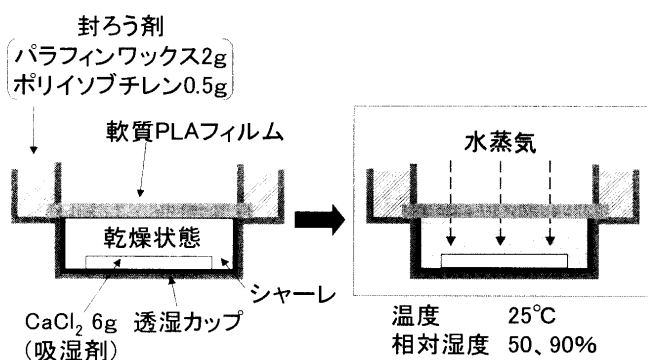 封ろう剤
パラフィンワックス2g
ポリイソブチレン0.5g
軟質PLAフィルム
乾燥状態
シャーレ
CaCl₂ 6g
(吸湿剤)
透湿カップ
水蒸気
温度 25℃
相対湿度 50、90%